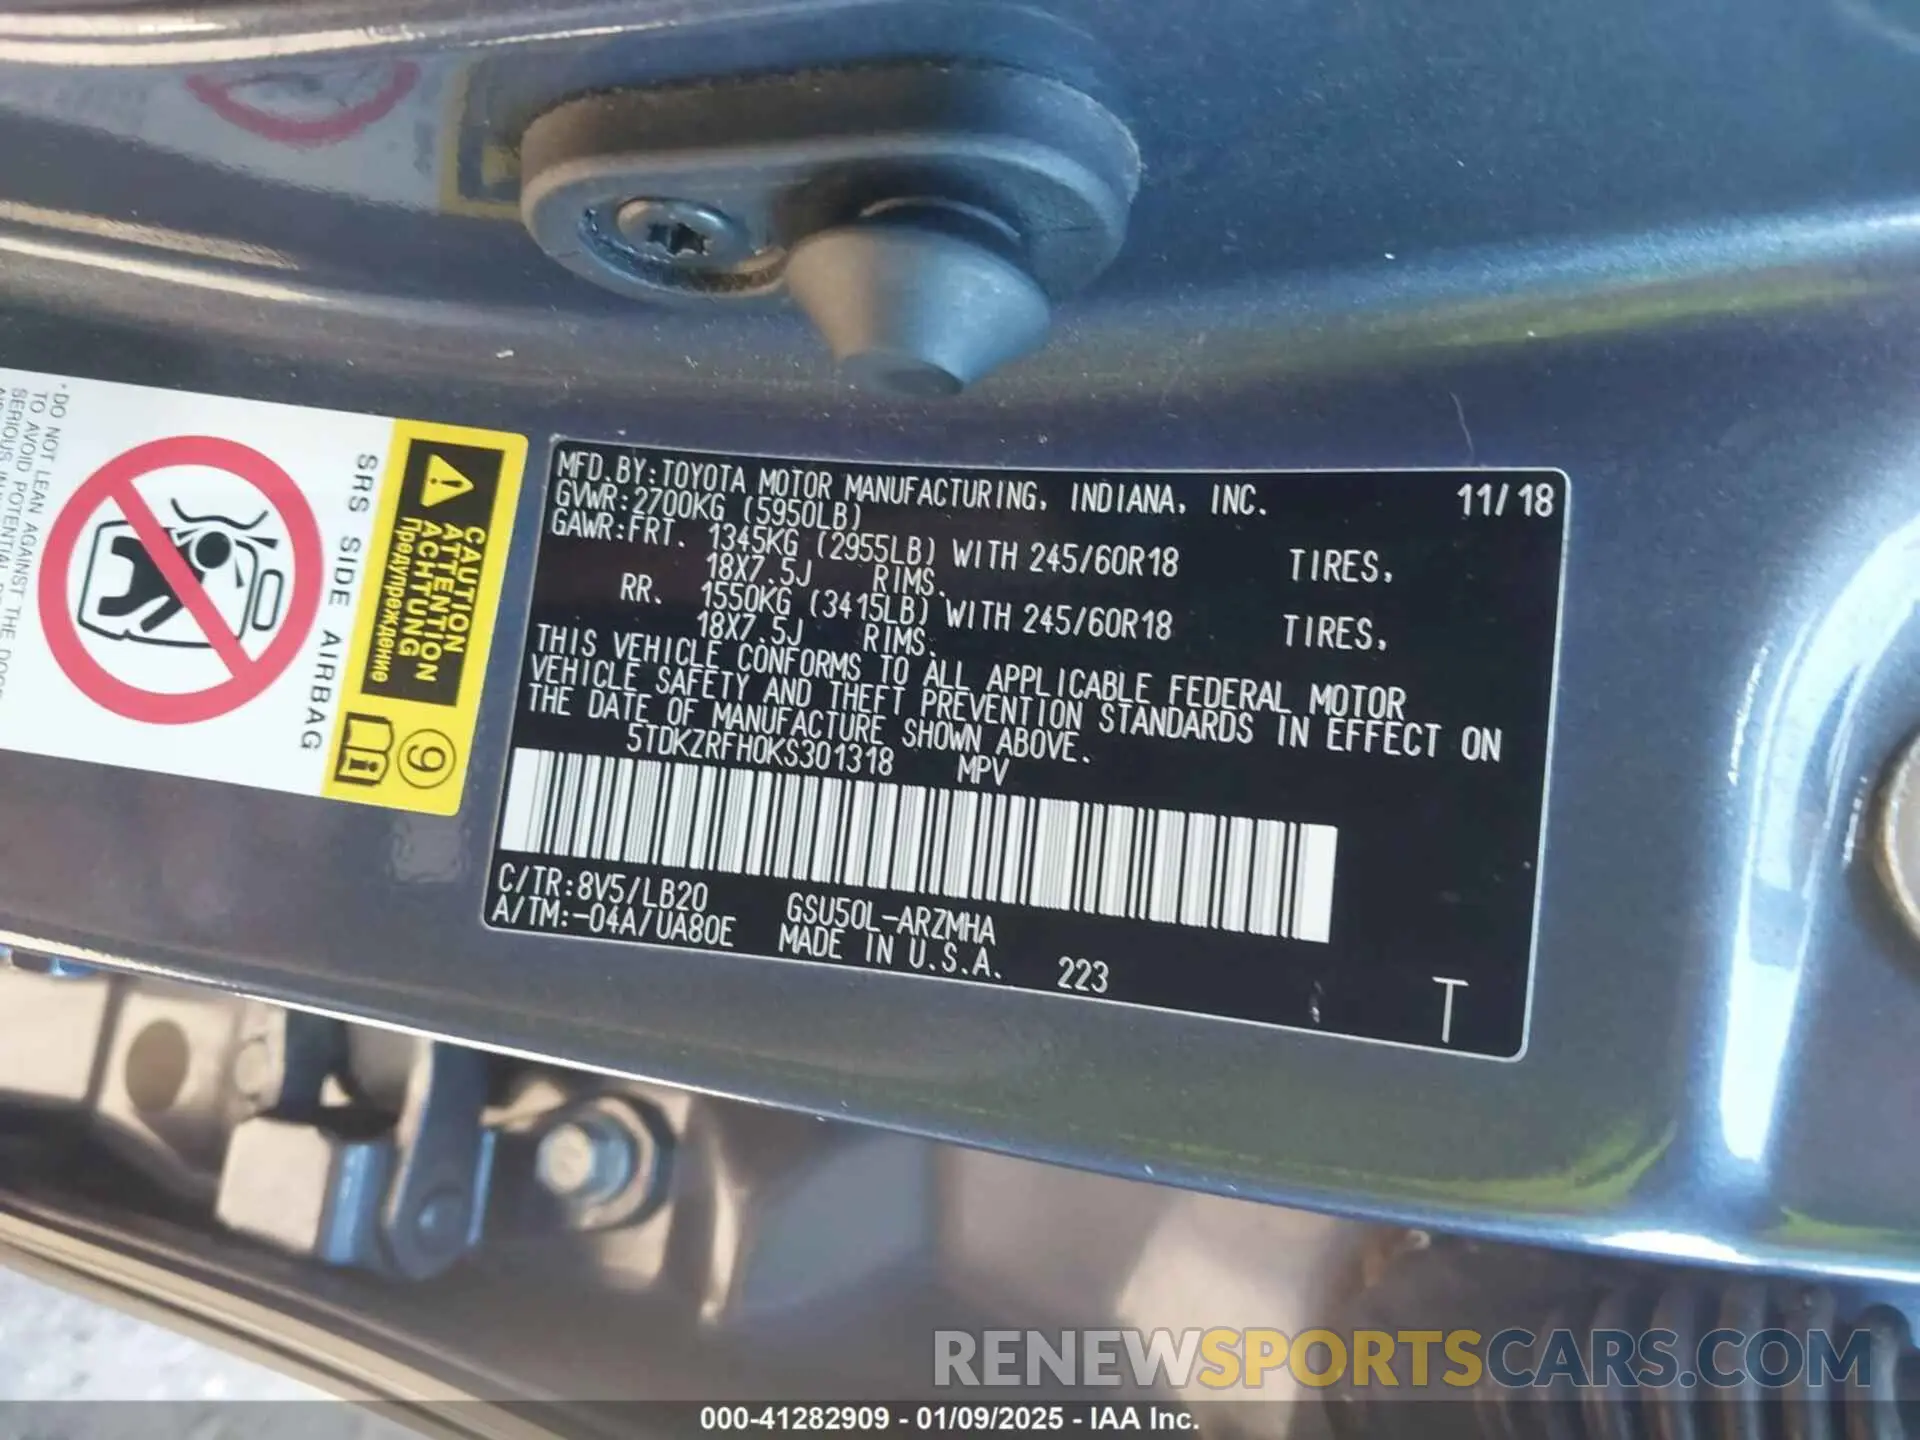 MFD. BY: TOYOTA MOTOR MANUFACTURING, INDIANA, INC. 11/18
GVWR: 2700KG (5950LB)
GAWR: FRT. 1345KG (2955LB) WITH 245/60R18 TIRES,
18X7.5J RIMS.
RR. 1550KG (3415LB) WITH 245/60R18 TIRES,
18X7.5J RIMS.
THIS VEHICLE CONFORMS TO ALL APPLICABLE FEDERAL MOTOR
VEHICLE SAFETY AND THEFT PREVENTION STANDARDS IN EFFECT ON
THE DATE OF MANUFACTURE SHOWN ABOVE.
5TDKZRFH0KS301318 MPV
C/TR: 8V5/LB20 GSU50L-ARZMHA
A/TM: -04A/UA80E MADE IN U.S.A. 223
T
CAUTION
ATTENTION
ACHTUNG
Предупреждение
9
SRS SIDE AIRBAG
*DO NOT LEAN AGAINST THE
TO AVOID
SERIOUS
RENEWSPORTSCARS.COM
000-41282909 - 01/09/2025 - IAA Inc.